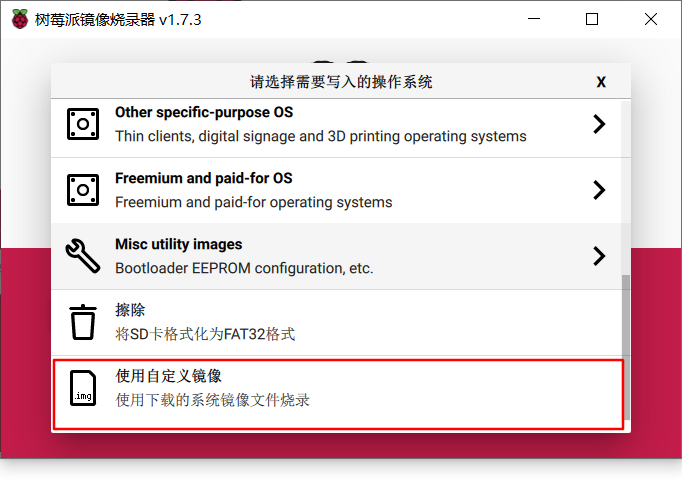 树莓派镜像烧录器 v1.7.3
请选择需要写入的操作系统
X
Other specific-purpose OS
Thin clients, digital signage and 3D printing operating systems
Freemium and paid-for OS
Freemium and paid-for operating systems
Misc utility images
Bootloader EEPROM configuration, etc.
擦除
将SD卡格式化为FAT32格式
使用自定义镜像
.img
使用下载的系统镜像文件烧录